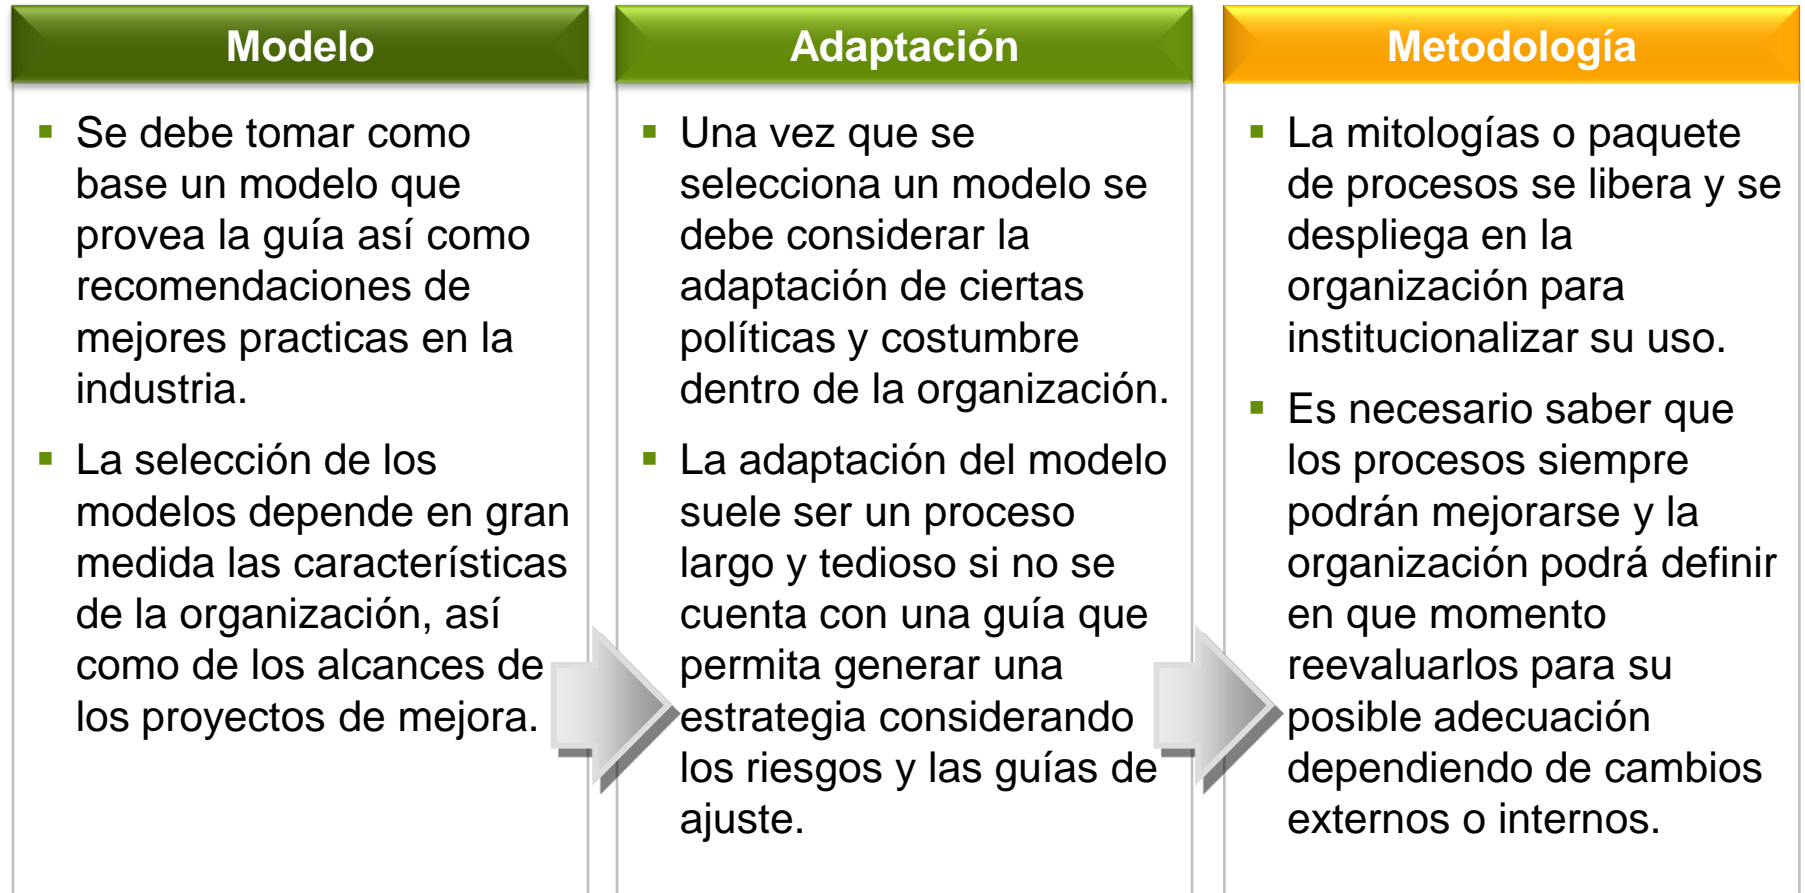 Modelo
Se debe tomar como
base un modelo que
provea la guía así como
recomendaciones de
mejores practicas en la
industria.
La selección de los
modelos depende en gran
medida las características
de la organización, así
como de los alcances de
los proyectos de mejora.
Adaptación
Una vez que se
selecciona un modelo se
debe considerar la
adaptación de ciertas
políticas y costumbre
dentro de la organización.
La adaptación del modelo
suele ser un proceso
largo y tedioso si no se
cuenta con una guía que
permita generar una
estrategia considerando
los riesgos y las guías de
ajuste.
Metodología
La mitologías o paquete
de procesos se libera y se
despliega en la
organización para
institucionalizar su uso.
Es necesario saber que
los procesos siempre
podrán mejorarse y la
organización podrá definir
en que momento
reevaluarlos para su
posible adecuación
dependiendo de cambios
externos o internos.